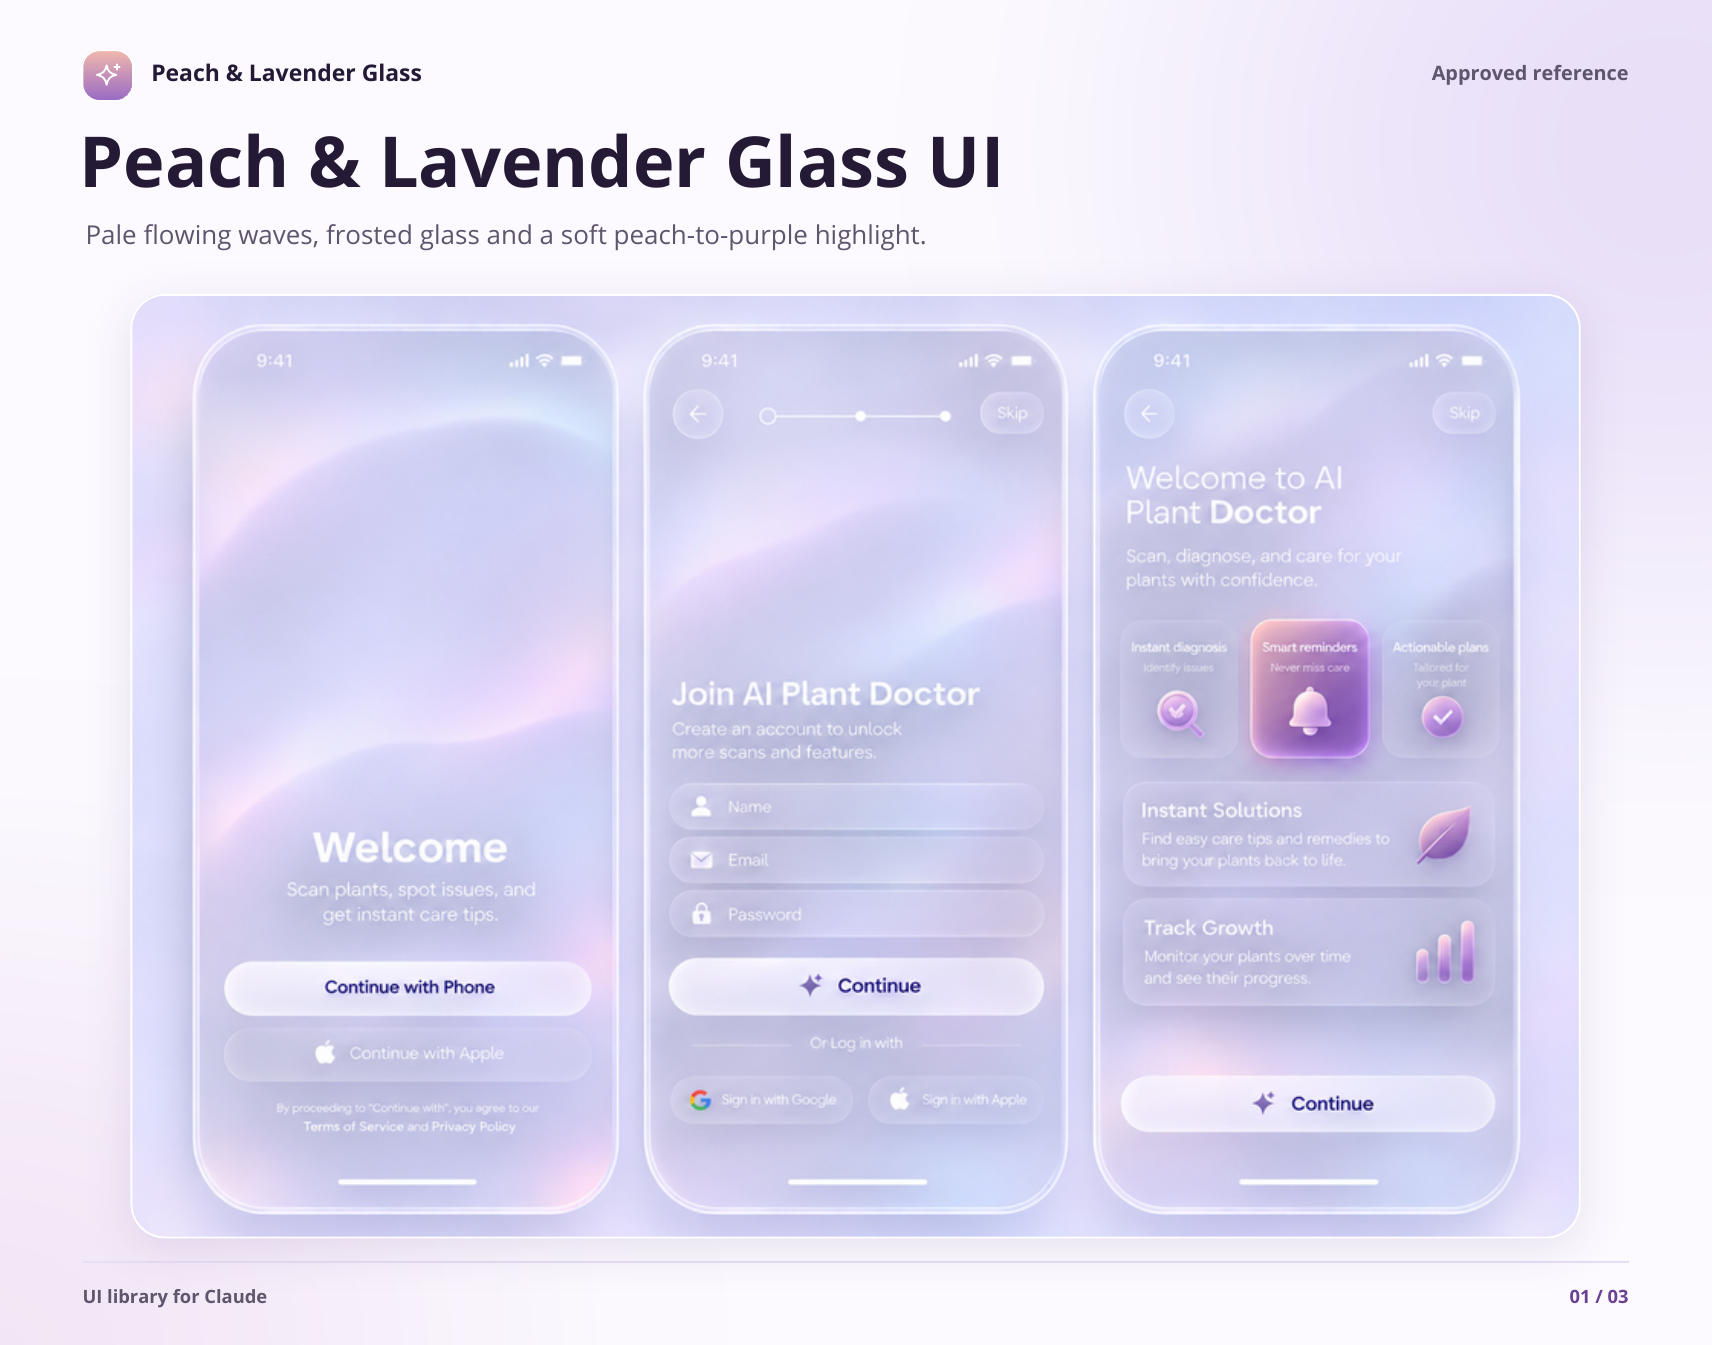 Peach & Lavender Glass
Approved reference
Peach & Lavender Glass UI
Pale flowing waves, frosted glass and a soft peach-to-purple highlight.
9:41
Welcome
Scan plants, spot issues, and
get instant care tips.
Continue with Phone
Continue with Apple
By proceeding to "Continue with", you agree to our
Terms of Service and Privacy Policy
9:41
Skip
Join AI Plant Doctor
Create an account to unlock
more scans and features.
Name
Email
Password
Continue
Or Log in with
Sign in with Google
Sign in with Apple
9:41
Skip
Welcome to AI
Plant Doctor
Scan, diagnose, and care for your
plants with confidence.
Instant diagnosis
Identify issues
Smart reminders
Never miss care
Actionable plans
Tailored for
your plant
Instant Solutions
Find easy care tips and remedies to
bring your plants back to life.
Track Growth
Monitor your plants over time
and see their progress.
Continue
UI library for Claude
01 / 03